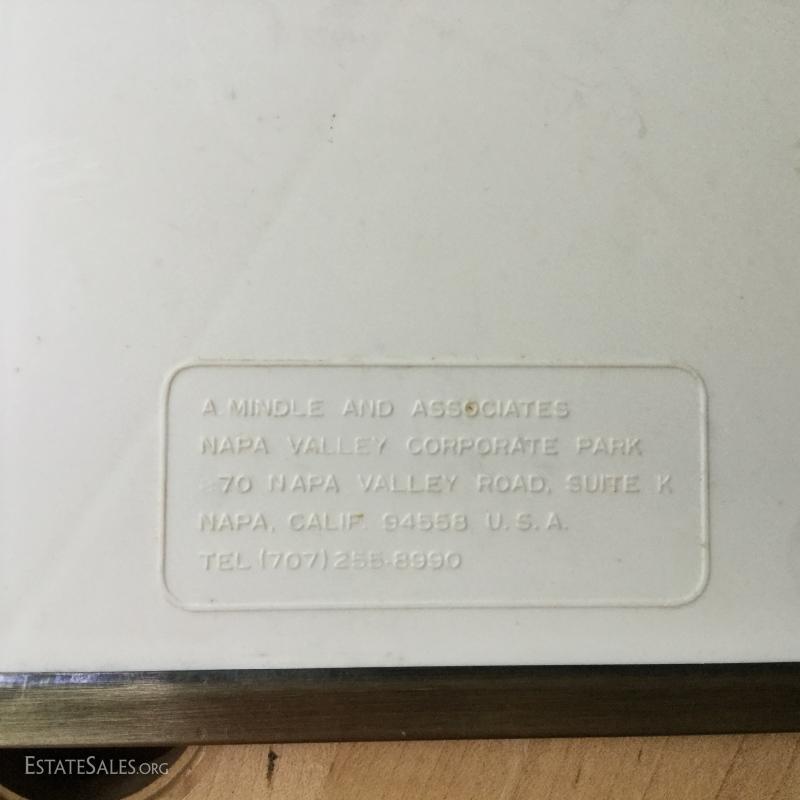 A MINDLE AND ASSOCIATES
NAPA VALLEY CORPORATE PARK
70 NAPA VALLEY ROAD, SUITE K
NAPA, CALIF. 94558 U.S.A.
TEL (707) 255-8990
ESTATESALES.ORG